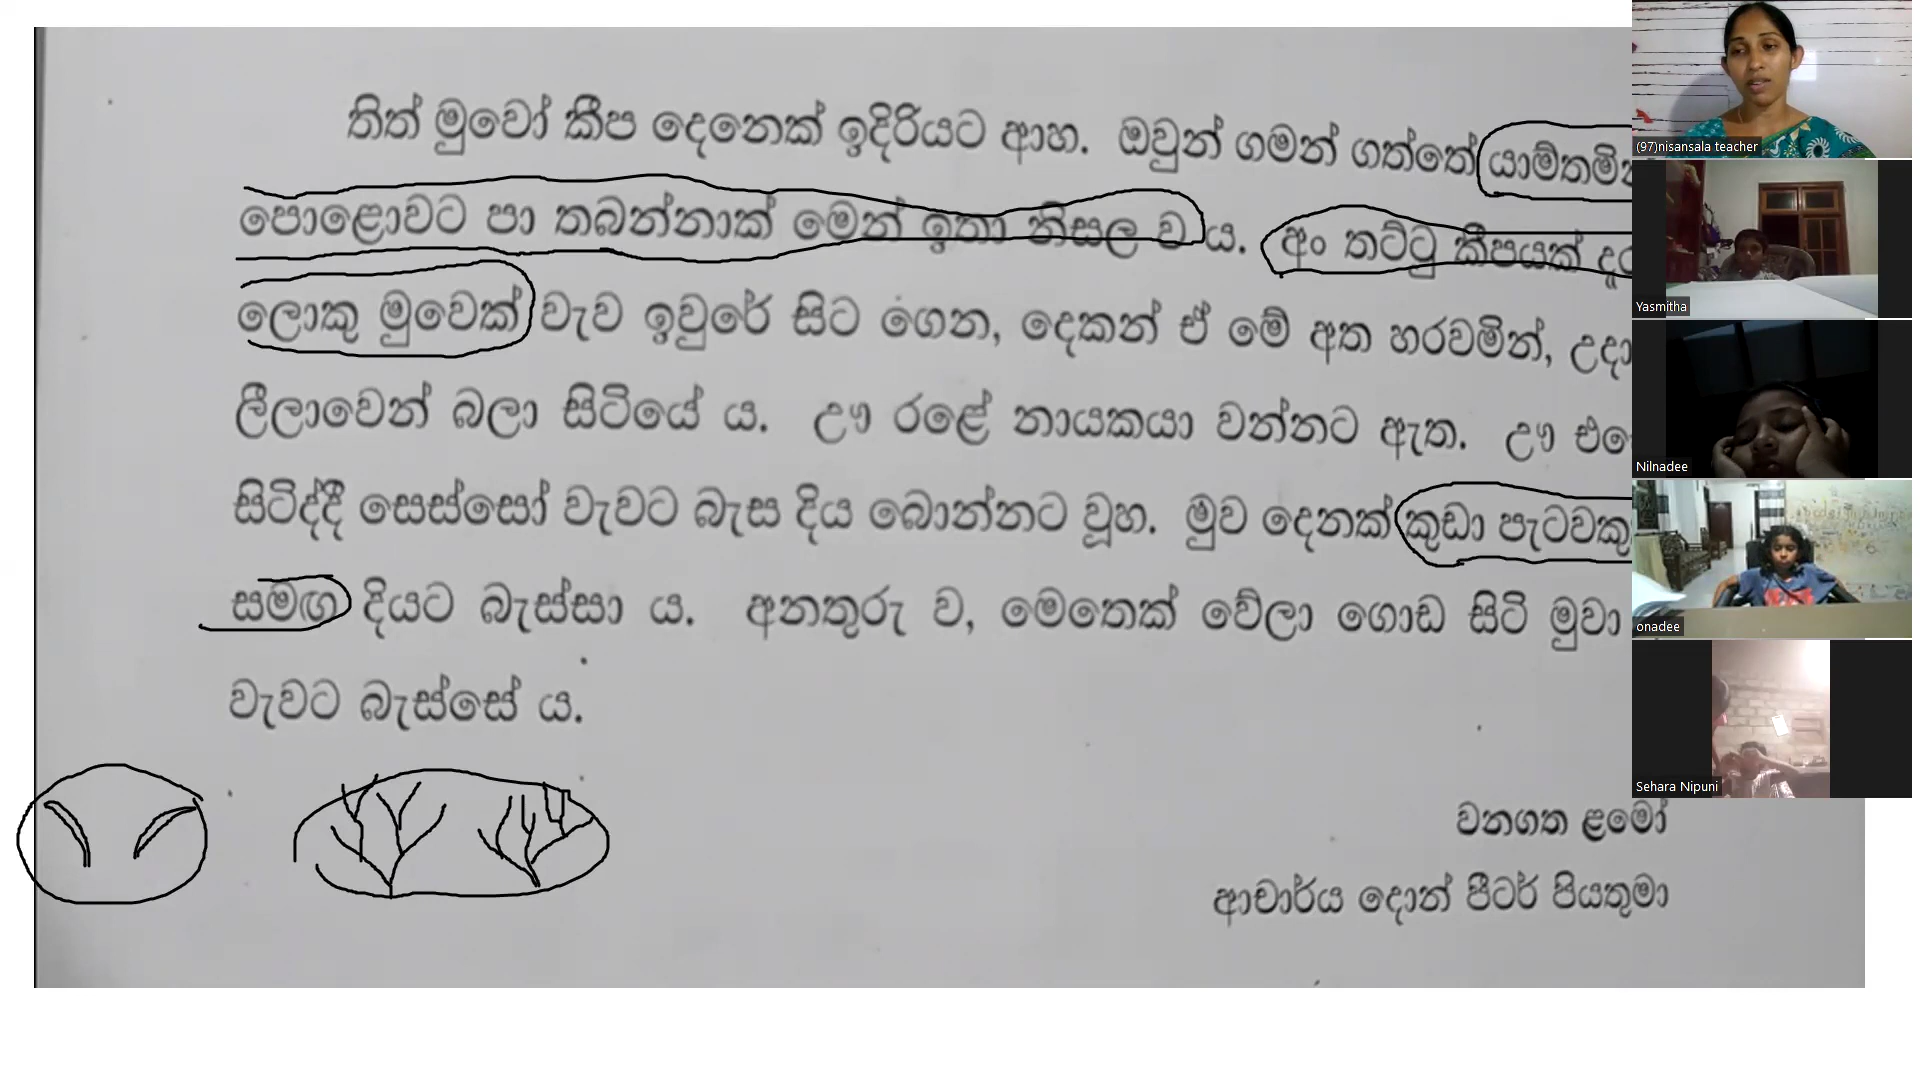 තිත් මුවෝ කීප දෙනෙක් ඉදිරියට ආහ. ඔවුන් ගමන් ගත්තේ
පොළොවට පා තබන්නාක් මෙන් ඉතා නිසල ව ය. අං තට්ටු කීපයක්
ලොකු මුවෙක් වැව ඉවුරේ සිට ගෙන, දෙකන් ඒ මේ අත හරවමින්,
ලීලාවෙන් බලා සිටියේ ය. ඌ රළේ නායකයා වන්නට ඇත. ඌ
සිටිද්දී සෙස්සෝ වැවට බැස දිය බොන්නට වූහ. මුව දෙනක් කුඩා පැටවකු
සමඟ දියට බැස්සා ය. අනතුරු ව, මෙතෙක් වේලා ගොඩ සිටි මුවා
වැවට බැස්සේ ය.
වනගත ළමෝ
ආචාර්ය දොන් පීටර් පියතුමා
(97)nisansala teacher
Yasmitha
Nilnadee
onadee
Sehara Nipuni